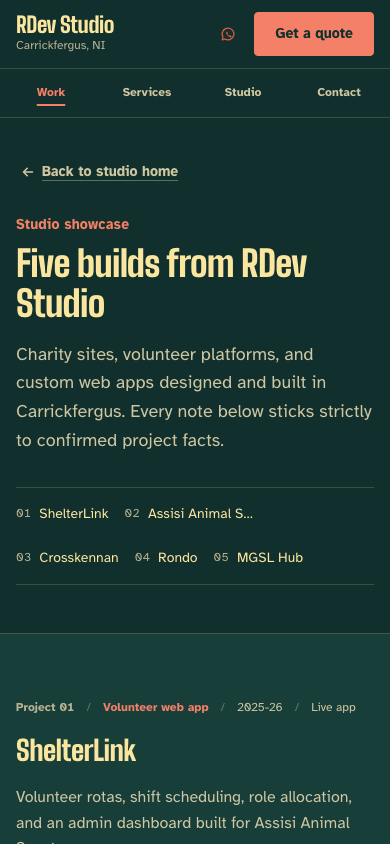 RDev Studio
Carrickfergus, NI
Get a quote
Work
Services
Studio
Contact
← Back to studio home
Studio showcase
Five builds from RDev
Studio
Charity sites, volunteer platforms, and
custom web apps designed and built in
Carrickfergus. Every note below sticks strictly
to confirmed project facts.
01 ShelterLink 02 Assisi Animal S...
03 Crosskennan 04 Rondo 05 MGSL Hub
Project 01 / Volunteer web app / 2025-26 / Live app
ShelterLink
Volunteer rotas, shift scheduling, role allocation,
and an admin dashboard built for Assisi Animal